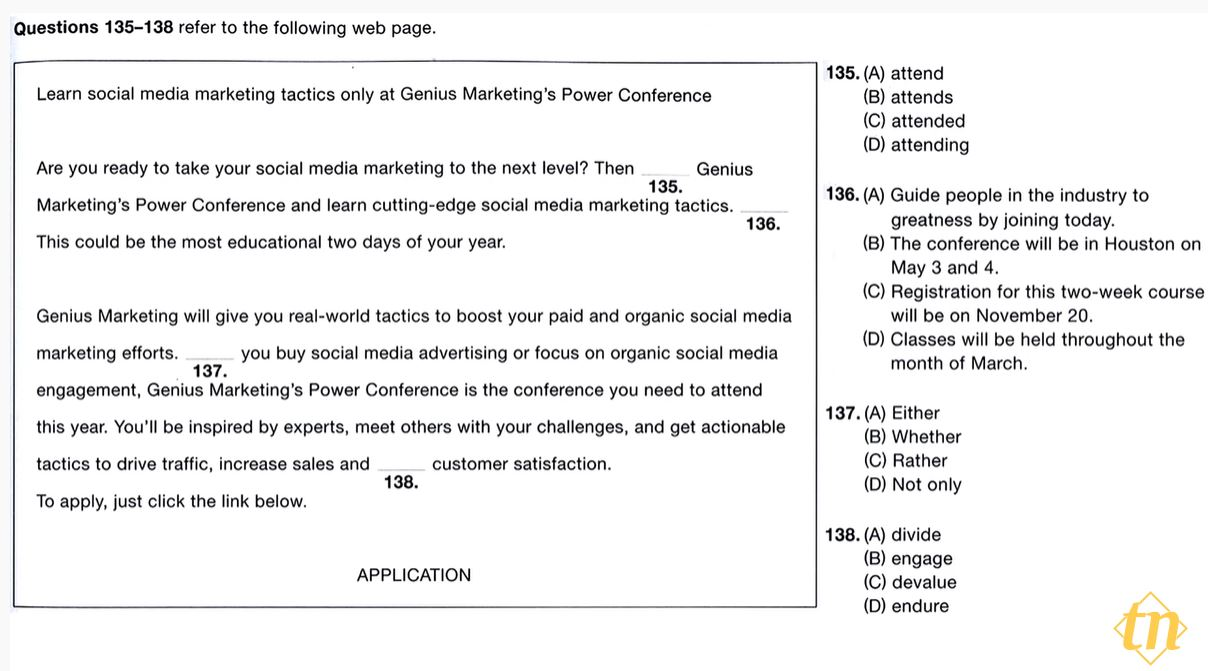 Questions 135–138 refer to the following web page.
Learn social media marketing tactics only at Genius Marketing's Power Conference
Are you ready to take your social media marketing to the next level? Then ______ Genius
135.
Marketing's Power Conference and learn cutting-edge social media marketing tactics. ______
136.
This could be the most educational two days of your year.
Genius Marketing will give you real-world tactics to boost your paid and organic social media
marketing efforts. ______ you buy social media advertising or focus on organic social media
137.
engagement, Genius Marketing's Power Conference is the conference you need to attend
this year. You'll be inspired by experts, meet others with your challenges, and get actionable
tactics to drive traffic, increase sales and ______ customer satisfaction.
138.
To apply, just click the link below.
APPLICATION
135. (A) attend
(B) attends
(C) attended
(D) attending
136. (A) Guide people in the industry to
greatness by joining today.
(B) The conference will be in Houston on
May 3 and 4.
(C) Registration for this two-week course
will be on November 20.
(D) Classes will be held throughout the
month of March.
137. (A) Either
(B) Whether
(C) Rather
(D) Not only
138. (A) divide
(B) engage
(C) devalue
(D) endure
tn